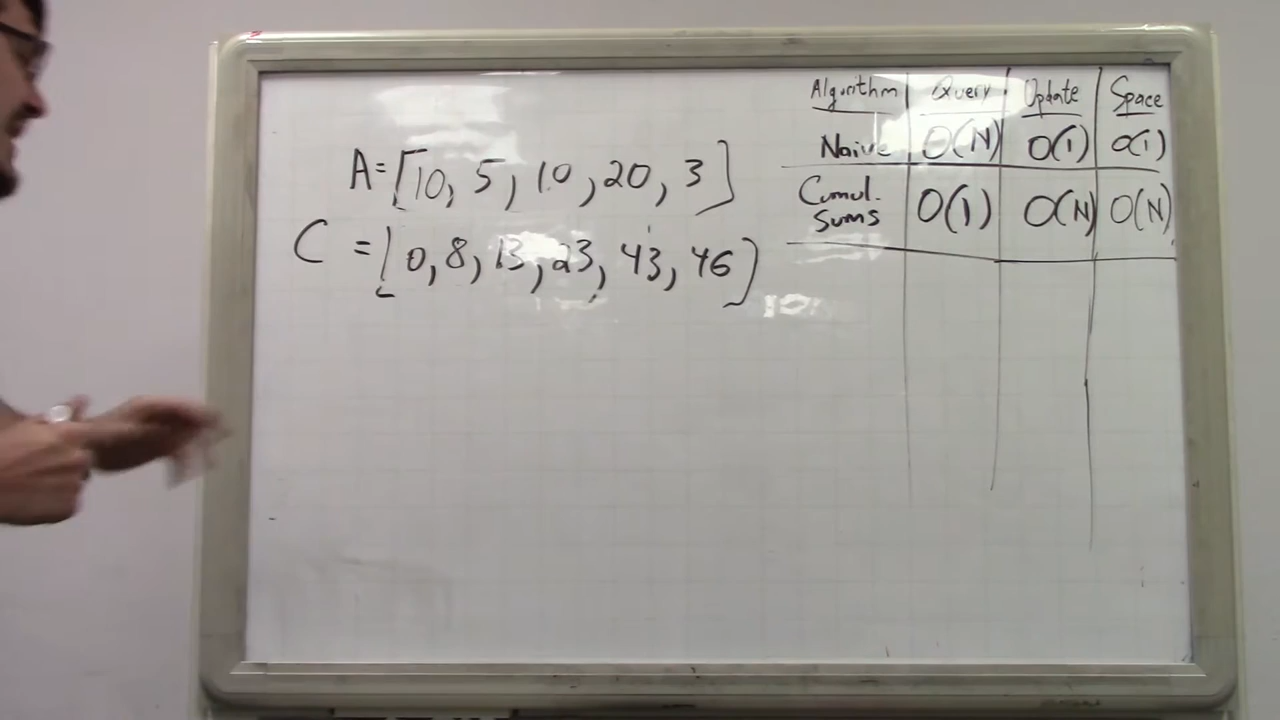 A=[10, 5, 10, 20, 3]
C =[0, 8, 13, 23, 43, 46]
Algorithm Query Update Space
Naive O(N) O(1) O(1)
Cumul. Sums O(1) O(N) O(N)